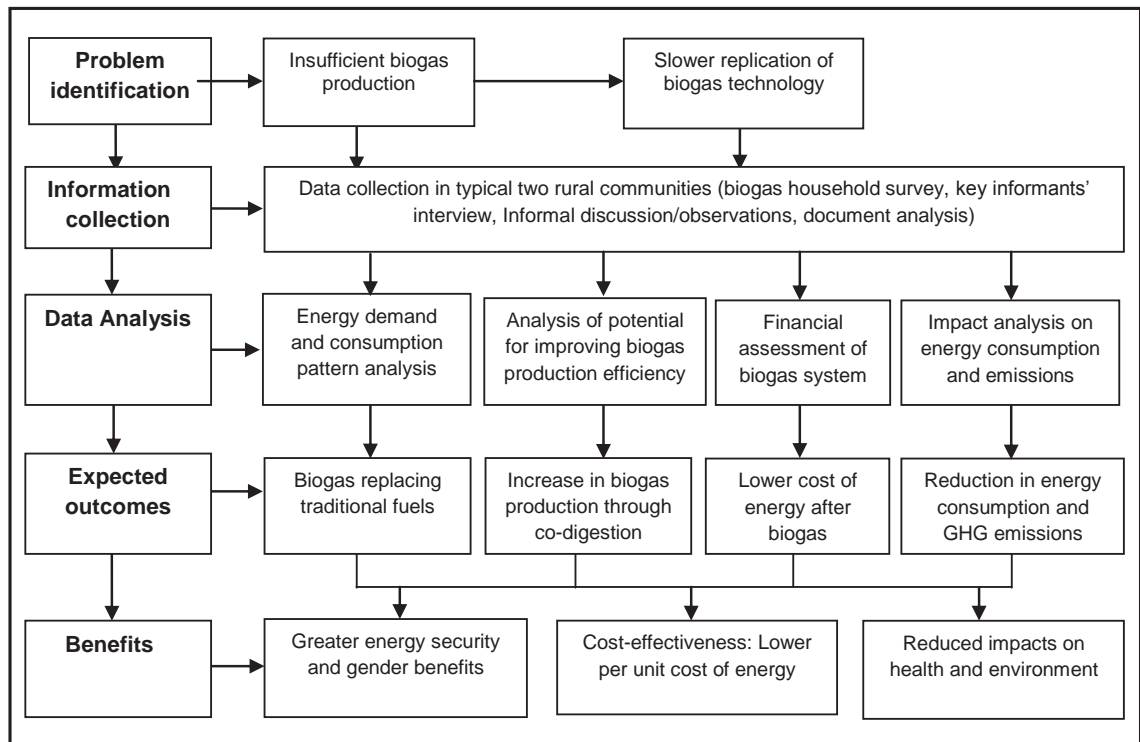 Problem
identification
Insufficient biogas
production
Slower replication of
biogas technology
Information
collection
Data collection in typical two rural communities (biogas household survey, key informants’
interview, Informal discussion/observations, document analysis)
Data Analysis
Energy demand
and consumption
pattern analysis
Analysis of potential
for improving biogas
production efficiency
Financial
assessment of
biogas system
Impact analysis on
energy consumption
and emissions
Expected
outcomes
Biogas replacing
traditional fuels
Increase in biogas
production through
co-digestion
Lower cost of
energy after
biogas
Reduction in energy
consumption and
GHG emissions
Benefits
Greater energy security
and gender benefits
Cost-effectiveness: Lower
per unit cost of energy
Reduced impacts on
health and environment